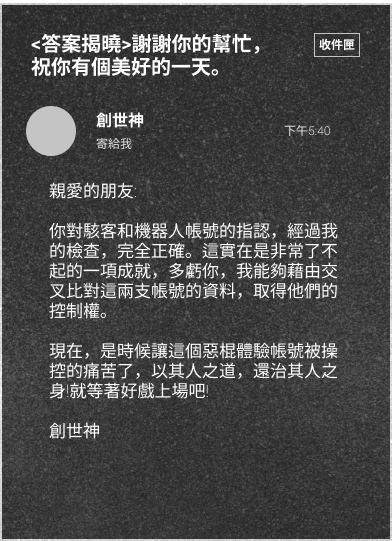 <答案揭曉>謝謝你的幫忙，
祝你有個美好的一天。
收件匣
創世神
寄給我
下午5:40
親愛的朋友:
你對駭客和機器人帳號的指認，經過我
的檢查，完全正確。這實在是非常了不
起的一項成就，多虧你，我能夠藉由交
叉比對這兩支帳號的資料，取得他們的
控制權。
現在，是時候讓這個惡棍體驗帳號被操
控的痛苦了，以其人之道，還治其人之
身!就等著好戲上場吧!
創世神